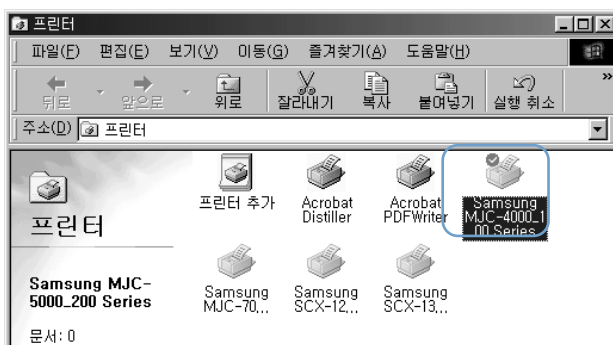 프린터
파일(F) 편집(E) 보기(V) 이동(G) 즐겨찾기(A) 도움말(H)
뒤로 앞으로 위로 잘라내기 복사 붙여넣기 실행 취소 »
주소(D) 프린터
프린터
Samsung MJC-
5000_200 Series
문서: 0
프린터 추가
Acrobat
Distiller
Acrobat
PDFWriter
Samsung
MJC-4000_1
00 Series
Samsung
MJC-70...
Samsung
SCX-12...
Samsung
SCX-13...